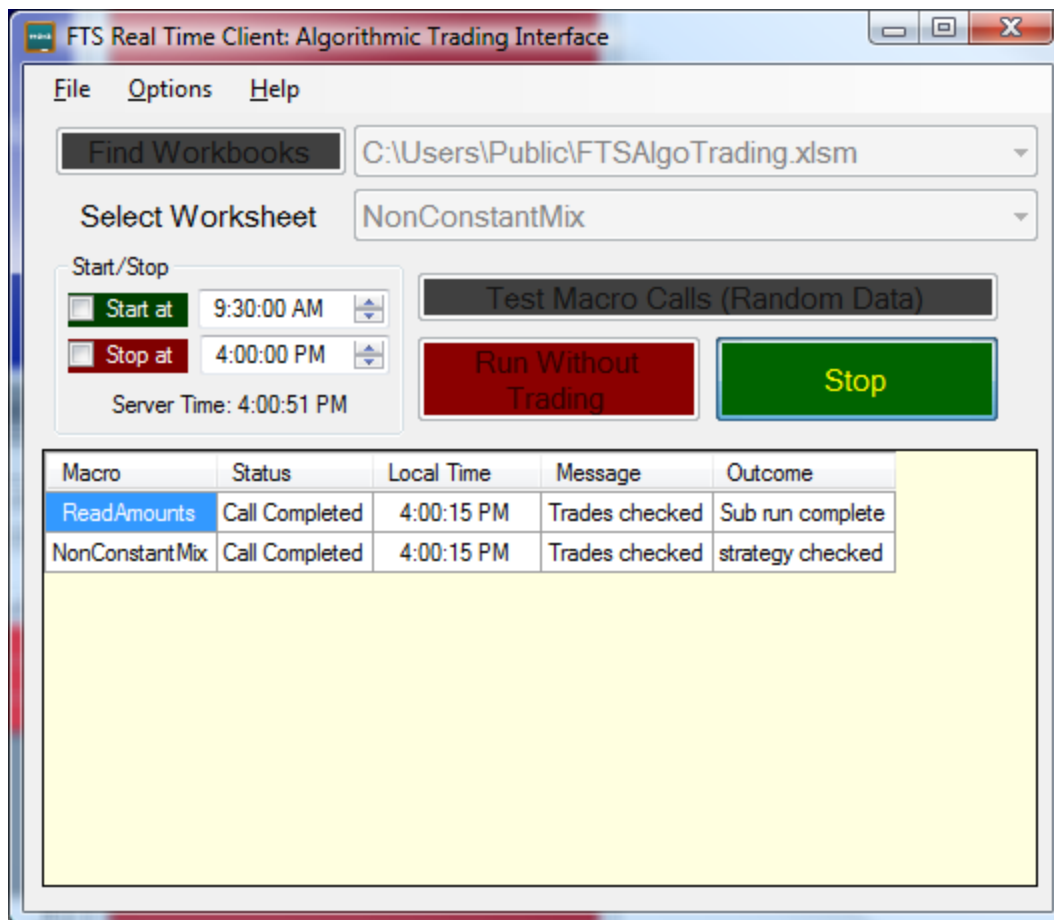 FTS Real Time Client: Algorithmic Trading Interface
File Options Help
Find Workbooks C:\Users\Public\FTSAlgoTrading.xlsm
Select Worksheet NonConstantMix
Start/Stop
Start at 9:30:00 AM
Stop at 4:00:00 PM
Server Time: 4:00:51 PM
Test Macro Calls (Random Data)
Run Without
Trading
Stop
Macro Status Local Time Message Outcome
ReadAmounts Call Completed 4:00:15 PM Trades checked Sub run complete
NonConstantMix Call Completed 4:00:15 PM Trades checked strategy checked